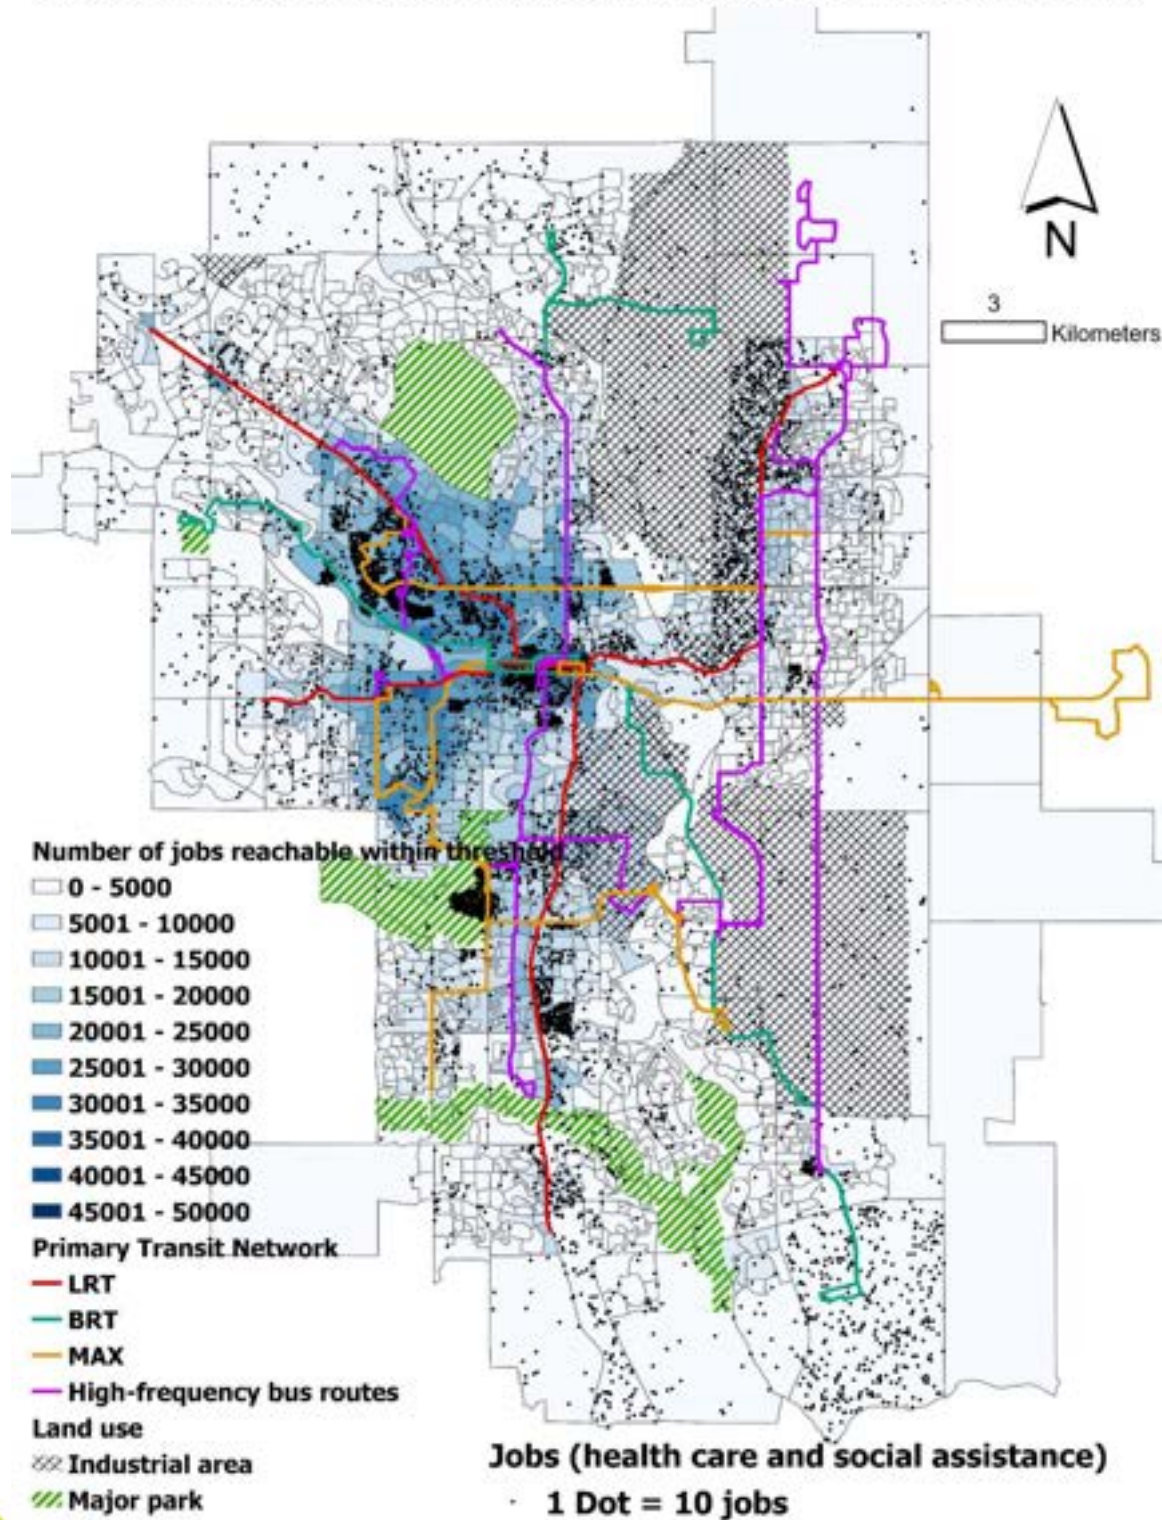 N
3
Kilometers
Number of jobs reachable within threshold
0 - 5000
5001 - 10000
10001 - 15000
15001 - 20000
20001 - 25000
25001 - 30000
30001 - 35000
35001 - 40000
40001 - 45000
45001 - 50000
Primary Transit Network
LRT
BRT
MAX
High-frequency bus routes
Land use
Industrial area
Major park
Jobs (health care and social assistance)
1 Dot = 10 jobs